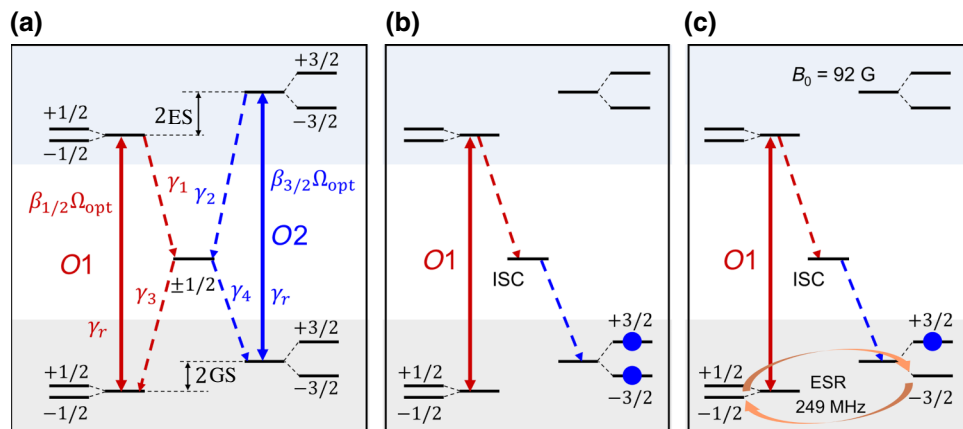 (a)
+3/2
2ES
−3/2
+1/2
−1/2
β1/2Ωopt
γ1
γ2
β3/2Ωopt
O1
O2
±1/2
γ3
γ4
γr
γr
+3/2
2GS
−3/2
+1/2
−1/2
(b)
O1
ISC
+3/2
−3/2
+1/2
−1/2
(c)
B0 = 92 G
O1
ISC
+3/2
−3/2
ESR
249 MHz
+1/2
−1/2